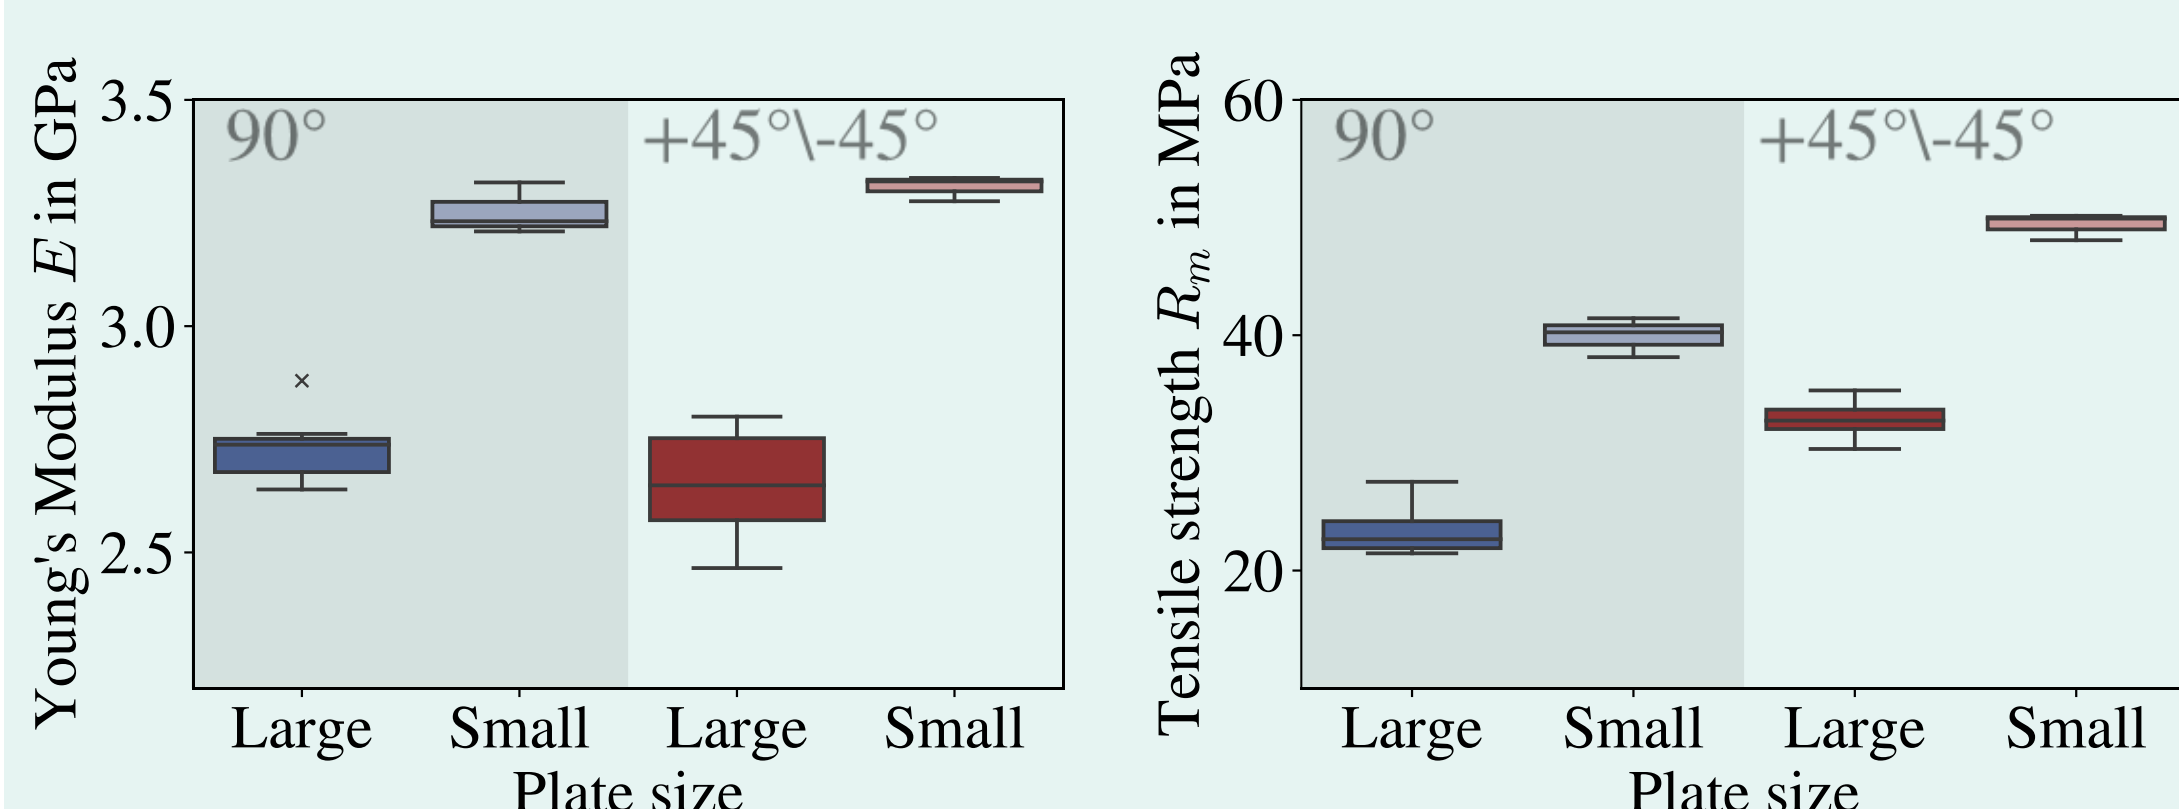 Young's Modulus E in GPa
3.5
3.0
2.5
90°
+45°\-45°
Large Small Large Small
Plate size
Tensile strength Rm in MPa
60
40
20
90°
+45°\-45°
Large Small Large Small
Plate size